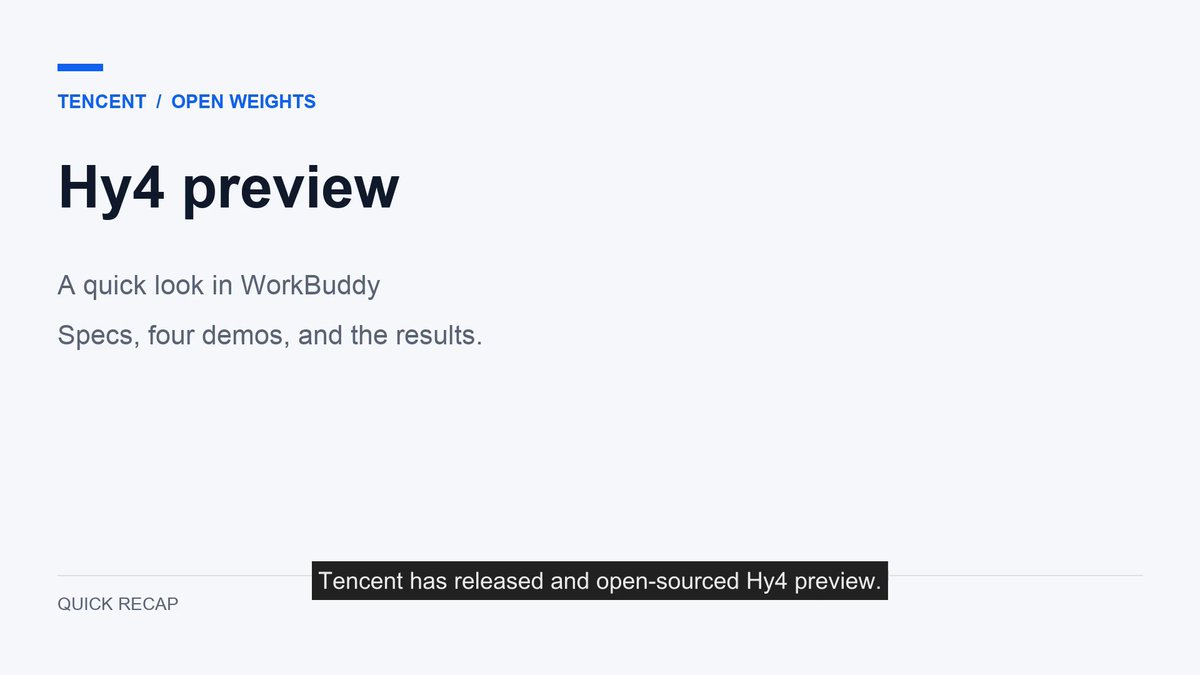 TENCENT / OPEN WEIGHTS
Hy4 preview
A quick look in WorkBuddy
Specs, four demos, and the results.
Tencent has released and open-sourced Hy4 preview.
QUICK RECAP